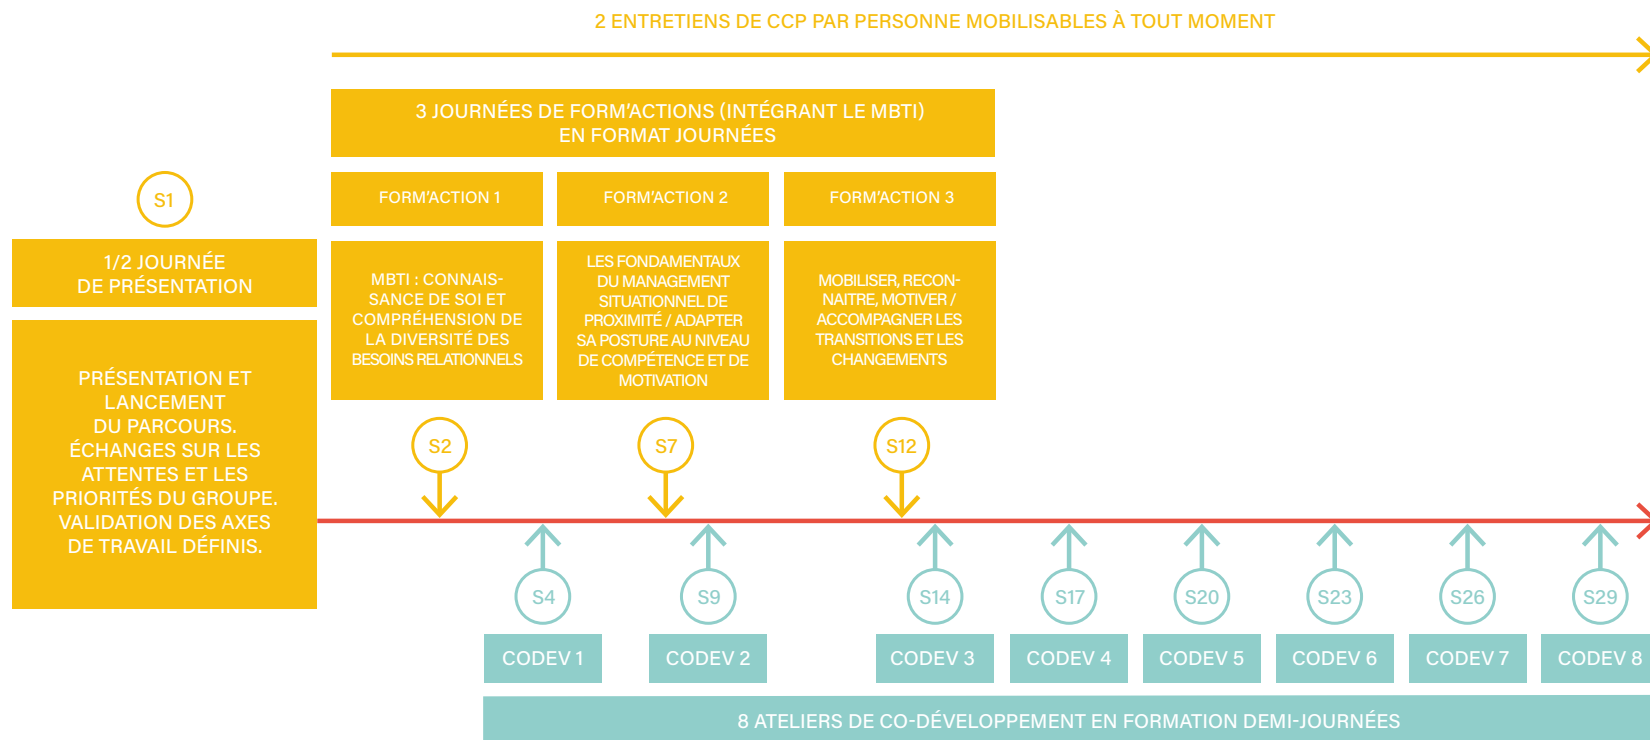 2 ENTRETIENS DE CCP PAR PERSONNE MOBILISABLES À TOUT MOMENT
3 JOURNÉES DE FORM'ACTIONS (INTÉGRANT LE MBTI)
EN FORMAT JOURNÉES
S1
1/2 JOURNÉE
DE PRÉSENTATION
PRÉSENTATION ET
LANCEMENT
DU PARCOURS.
ÉCHANGES SUR LES
ATTENTES ET LES
PRIORITÉS DU GROUPE.
VALIDATION DES AXES
DE TRAVAIL DÉFINIS.
FORM'ACTION 1
MBTI : CONNAIS-
SANCE DE SOI ET
COMPRÉHENSION DE
LA DIVERSITÉ DES
BESOINS RELATIONNELS
S2
FORM'ACTION 2
LES FONDAMENTAUX
DU MANAGEMENT
SITUATIONNEL DE
PROXIMITÉ / ADAPTER
SA POSTURE AU NIVEAU
DE COMPÉTENCE ET DE
MOTIVATION
S7
FORM'ACTION 3
MOBILISER, RECON-
NAITRE, MOTIVER /
ACCOMPAGNER LES
TRANSITIONS ET LES
CHANGEMENTS
S12
S4
CODEV 1
S9
CODEV 2
S14
CODEV 3
S17
CODEV 4
S20
CODEV 5
S23
CODEV 6
S26
CODEV 7
S29
CODEV 8
8 ATELIERS DE CO-DÉVELOPPEMENT EN FORMATION DEMI-JOURNÉES